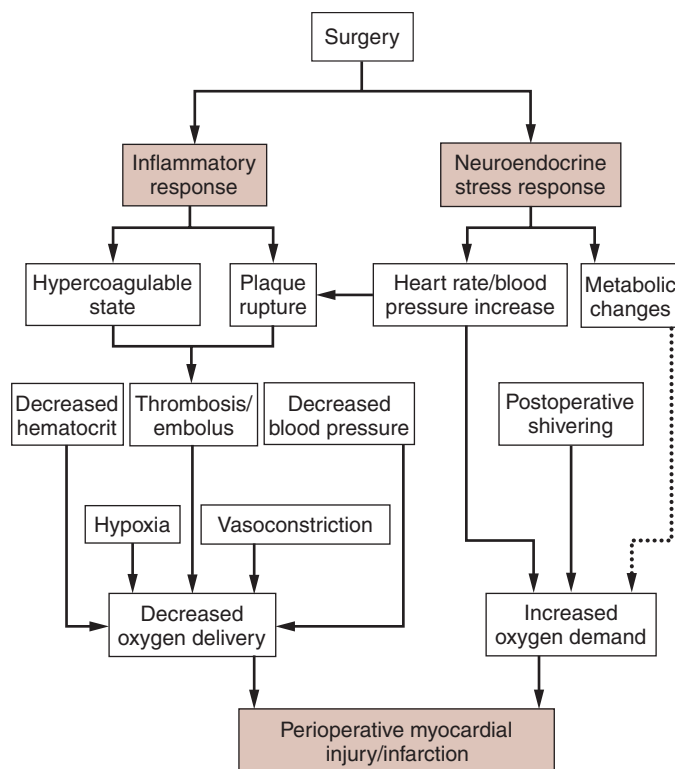 Surgery
Inflammatory
response
Neuroendocrine
stress response
Hypercoagulable
state
Plaque
rupture
Heart rate/blood
pressure increase
Metabolic
changes
Decreased
hematocrit
Thrombosis/
embolus
Decreased
blood pressure
Postoperative
shivering
Hypoxia
Vasoconstriction
Decreased
oxygen delivery
Increased
oxygen demand
Perioperative myocardial
injury/infarction